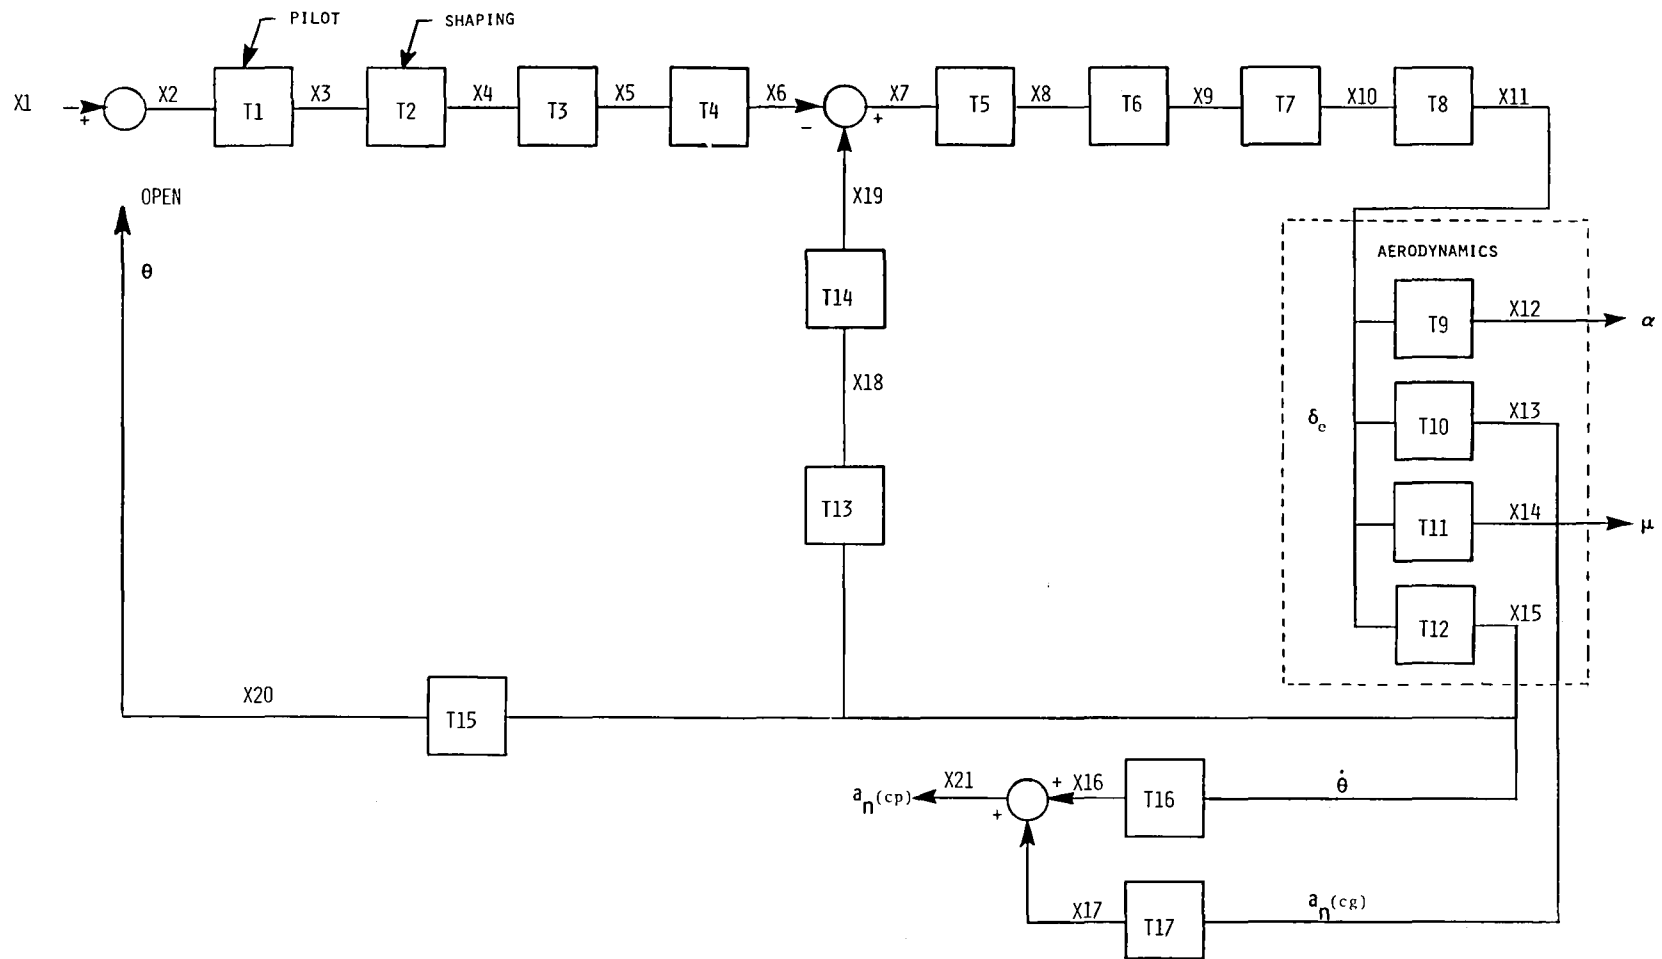 PILOT
SHAPING
X1
+
X2
T1
X3
T2
X4
T3
X5
T4
X6
−
X7
+
T5
X8
T6
X9
T7
X10
T8
X11
OPEN
θ
X19
T14
X18
T13
AERODYNAMICS
δe
T9
X12
α
T10
X13
T11
X14
μ
T12
X15
X20
T15
an(cp)
X21
+
+
X16
T16
θ̇
X17
T17
an(cg)